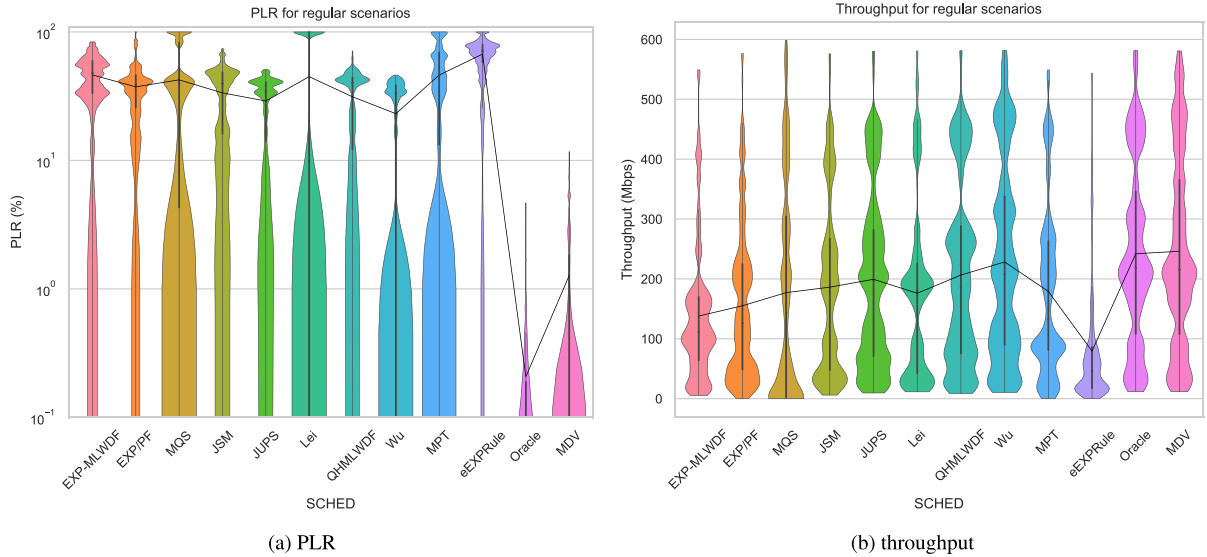 PLR for regular scenarios
PLR (%)
10²
10¹
10⁰
10⁻¹
EXP-MLWDF
EXP/PF
MQS
JSM
JUPS
Lei
QHMLWDF
Wu
MPT
eEXPRule
Oracle
MDV
SCHED
(a) PLR
Throughput for regular scenarios
Throughput (Mbps)
600
500
400
300
200
100
0
EXP-MLWDF
EXP/PF
MQS
JSM
JUPS
Lei
QHMLWDF
Wu
MPT
eEXPRule
Oracle
MDV
SCHED
(b) throughput